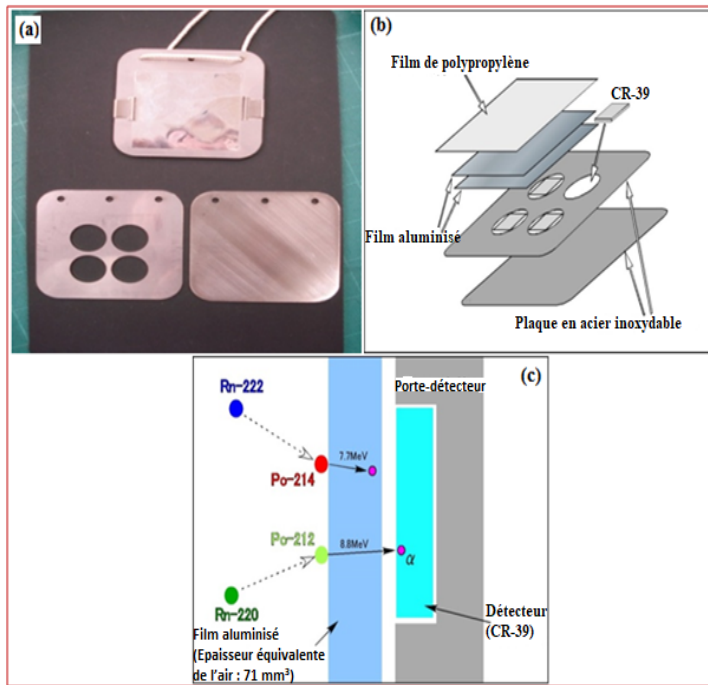 (a)
(b)
Film de polypropylène
CR-39
Film aluminisé
Plaque en acier inoxydable
(c)
Porte-détecteur
Rn-222
7.7MeV
Po-214
Po-212
8.8MeV
α
Rn-220
Film aluminisé
(Epaisseur équivalente
de l'air : 71 mm³)
Détecteur
(CR-39)